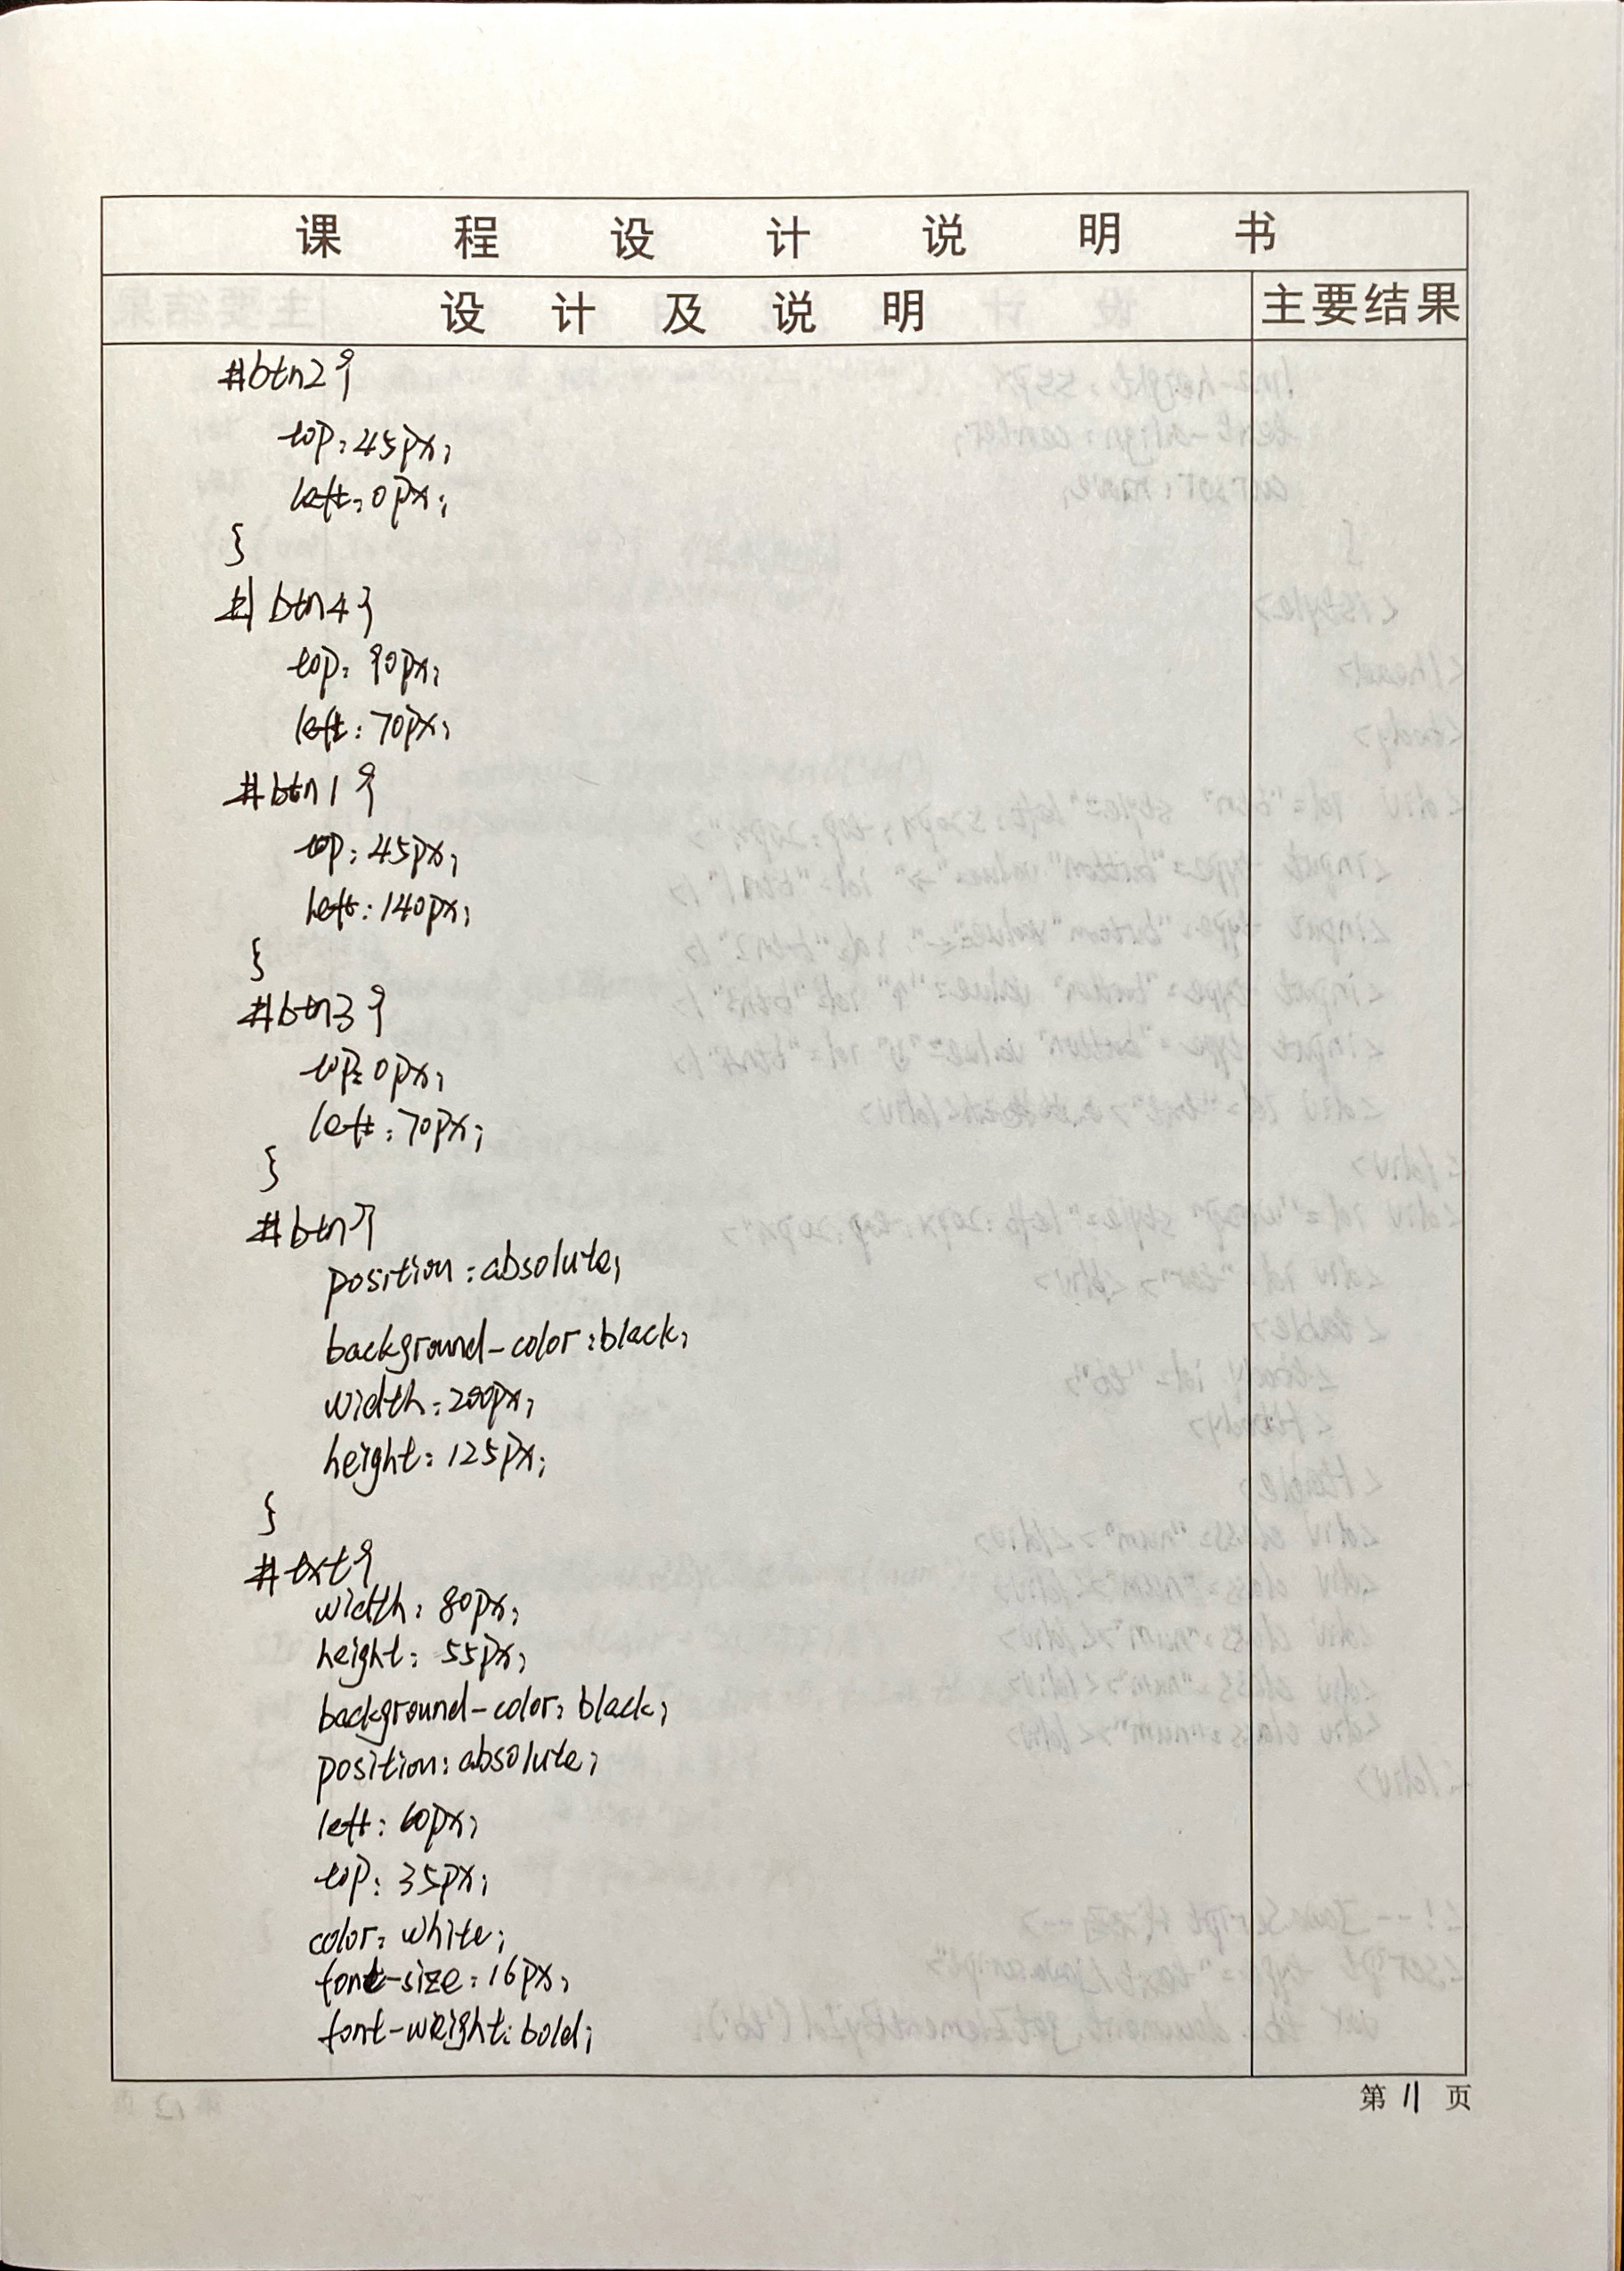 课程设计说明书
设计及说明 主要结果
#btn2{
top:45px;
left:0px;
}
#btn4{
top:90px;
left:70px;
#btn1{
top:45px;
left:140px;
}
#btn3{
top:0px;
left:70px;
}
#btn{
position:absolute;
background-color:black;
width:200px;
height:125px;
}
#txt{
width:80px;
height:55px;
background-color:black;
position:absolute;
left:60px;
top:35px;
color:white;
font-size:16px;
font-weight:bold;
第 11 页